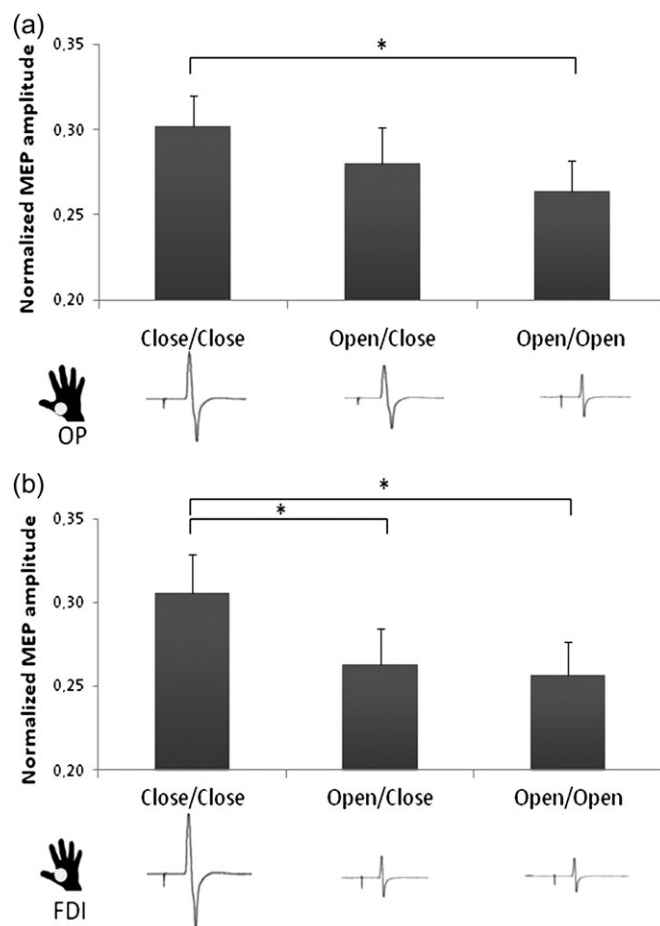 (a)
Normalized MEP amplitude
0,35
*
0,30
0,25
0,20
Close/Close Open/Close Open/Open
OP
(b)
Normalized MEP amplitude
0,35
*
*
0,30
0,25
0,20
Close/Close Open/Close Open/Open
FDI